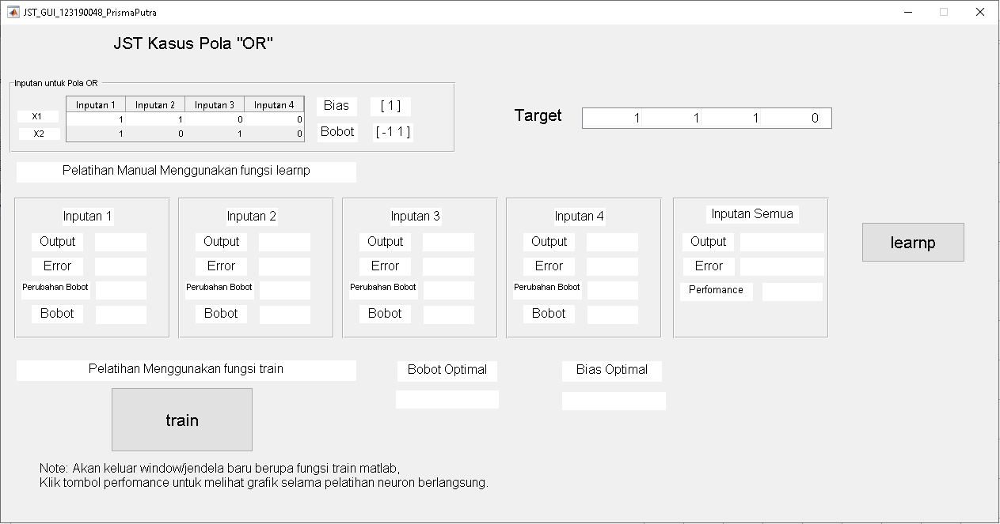 JST_GUI_123190048_PrismaPutra
JST Kasus Pola "OR"
Inputan untuk Pola OR
Inputan 1 Inputan 2 Inputan 3 Inputan 4
X1 1 1 0 0
X2 1 0 1 0
Bias [ 1 ]
Bobot [ -1 1 ]
Target 1 1 1 0
Pelatihan Manual Menggunakan fungsi learnp
Inputan 1
Output
Error
Perubahan Bobot
Bobot
Inputan 2
Output
Error
Perubahan Bobot
Bobot
Inputan 3
Output
Error
Perubahan Bobot
Bobot
Inputan 4
Output
Error
Perubahan Bobot
Bobot
Inputan Semua
Output
Error
Perfomance
learnp
Pelatihan Menggunakan fungsi train
Bobot Optimal
Bias Optimal
train
Note: Akan keluar window/jendela baru berupa fungsi train matlab,
Klik tombol perfomance untuk melihat grafik selama pelatihan neuron berlangsung.